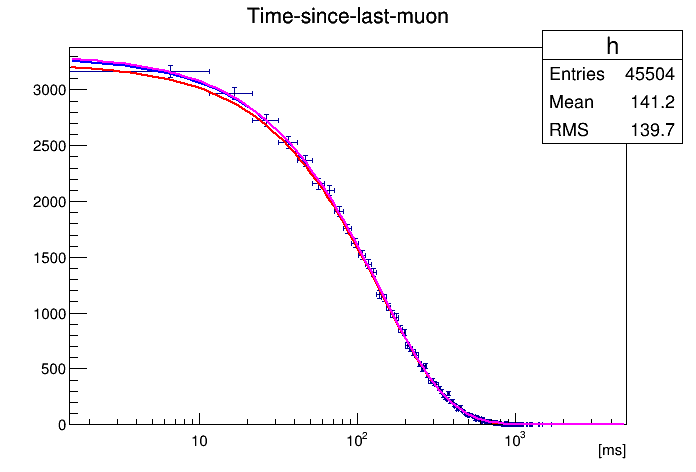 Time-since-last-muon
h
Entries 45504
Mean 141.2
RMS 139.7
3000
2500
2000
1500
1000
500
0
10 10² 10³
[ms]